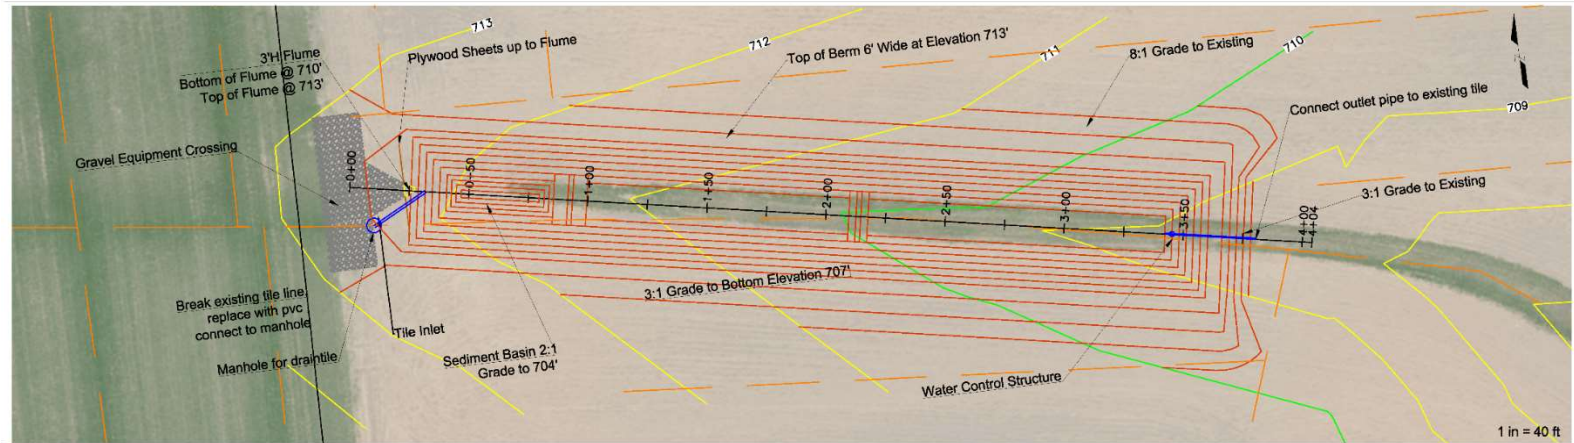 713
712
711
710
709
3'H Flume
Bottom of Flume @ 710'
Top of Flume @ 713'
Plywood Sheets up to Flume
Top of Berm 6' Wide at Elevation 713'
8:1 Grade to Existing
Connect outlet pipe to existing tile
Gravel Equipment Crossing
3:1 Grade to Existing
0+00
0+50
1+00
1+50
2+00
2+50
3+00
3+50
4+00
4+04
3:1 Grade to Bottom Elevation 707'
Break existing tile line,
replace with pvc
connect to manhole
Tile Inlet
Manhole for draintile
Sediment Basin 2:1
Grade to 704'
Water Control Structure
1 in = 40 ft